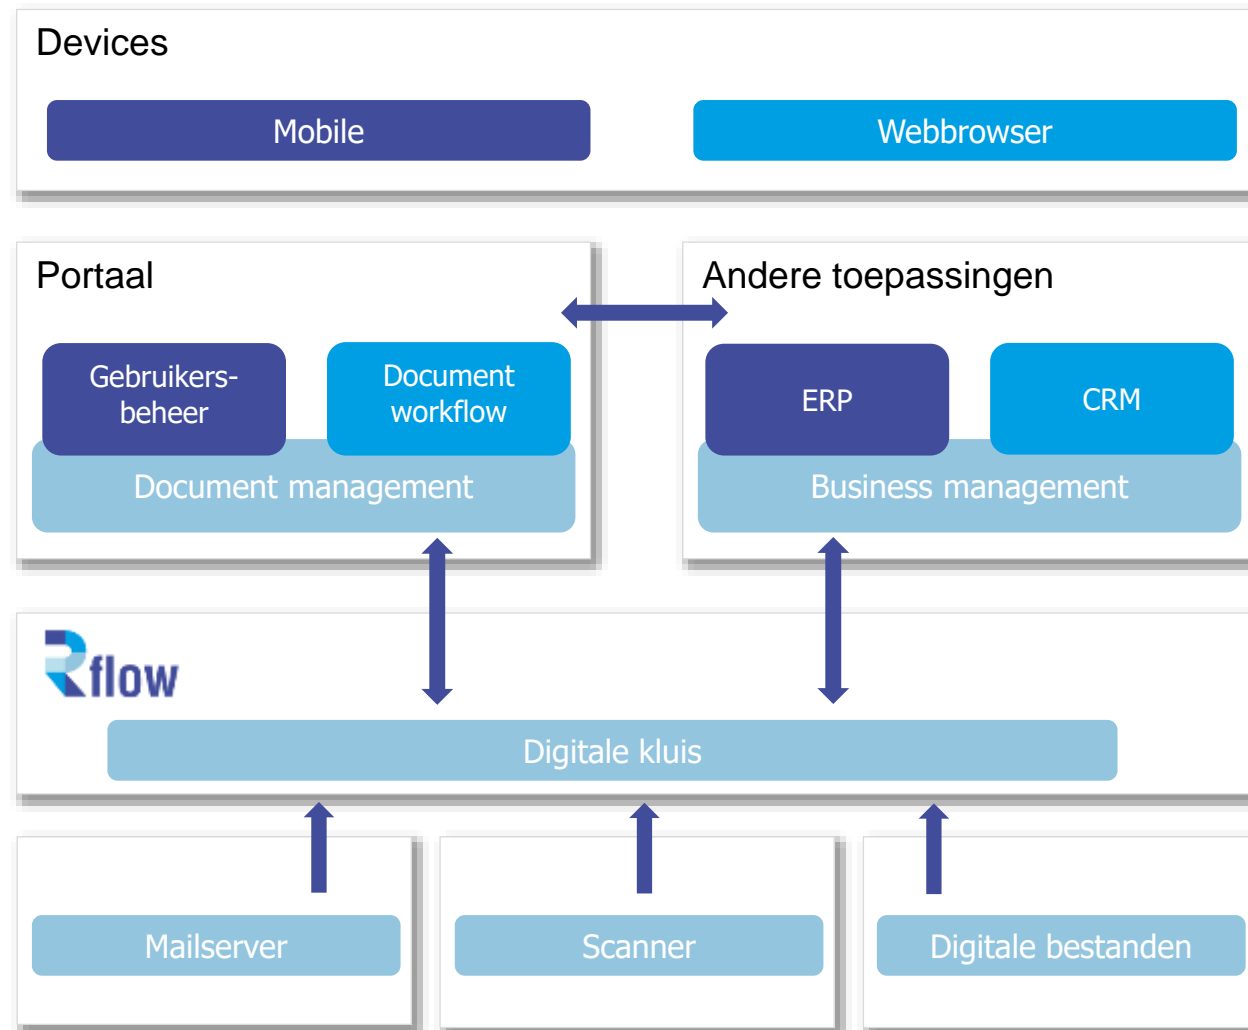 Devices
Mobile
Webbrowser
Portaal
Gebruikers-
beheer
Document
workflow
Document management
Andere toepassingen
ERP
CRM
Business management
Rflow
Digitale kluis
Mailserver
Scanner
Digitale bestanden